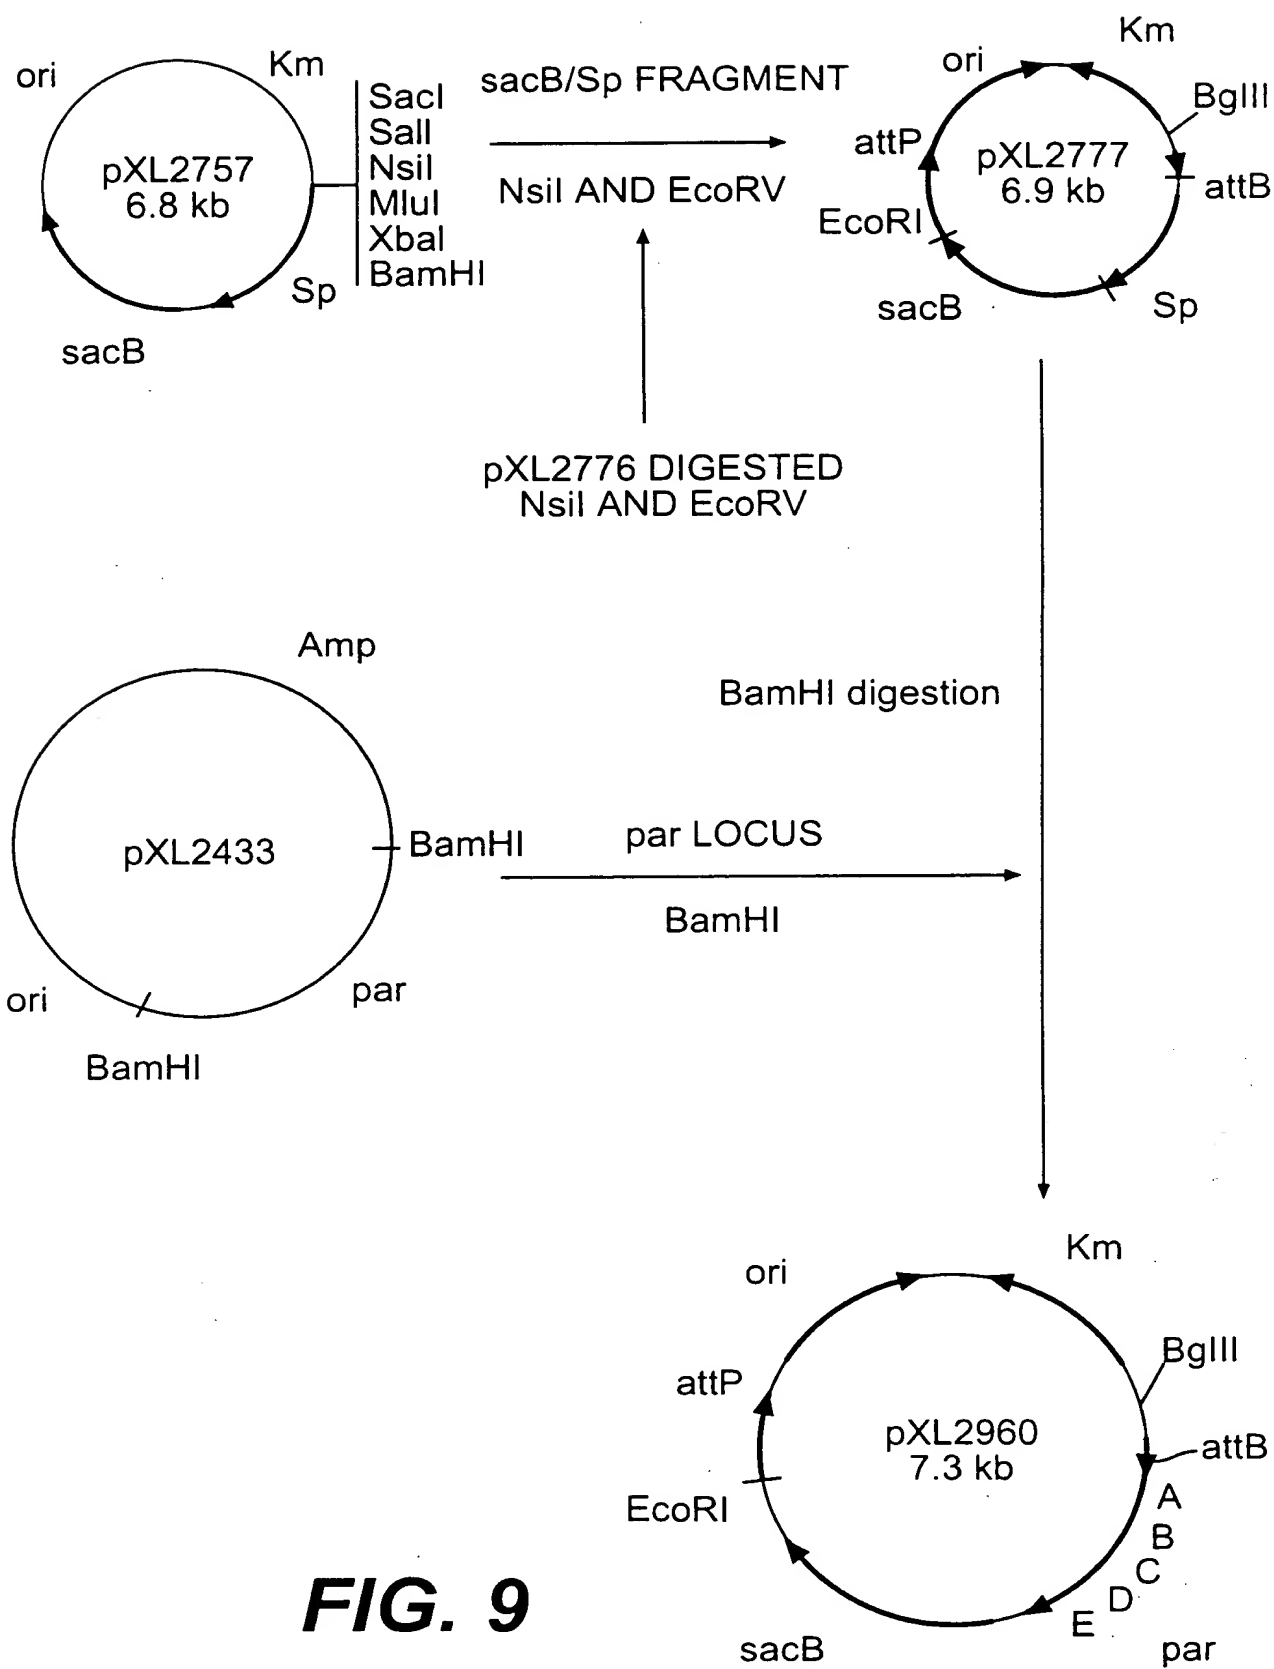 ori
Km
SacI
SalI
NsiI
MluI
XbaI
BamHI
pXL2757
6.8 kb
Sp
sacB
sacB/Sp FRAGMENT
NsiI AND EcoRV
pXL2776 DIGESTED
NsiI AND EcoRV
Km
ori
BglII
attP
pXL2777
6.9 kb
attB
EcoRI
sacB
Sp
Amp
pXL2433
BamHI
ori
par
BamHI
BamHI digestion
par LOCUS
BamHI
Km
ori
BglII
attP
pXL2960
7.3 kb
attB
EcoRI
A
B
C
D
E
sacB
par
FIG. 9